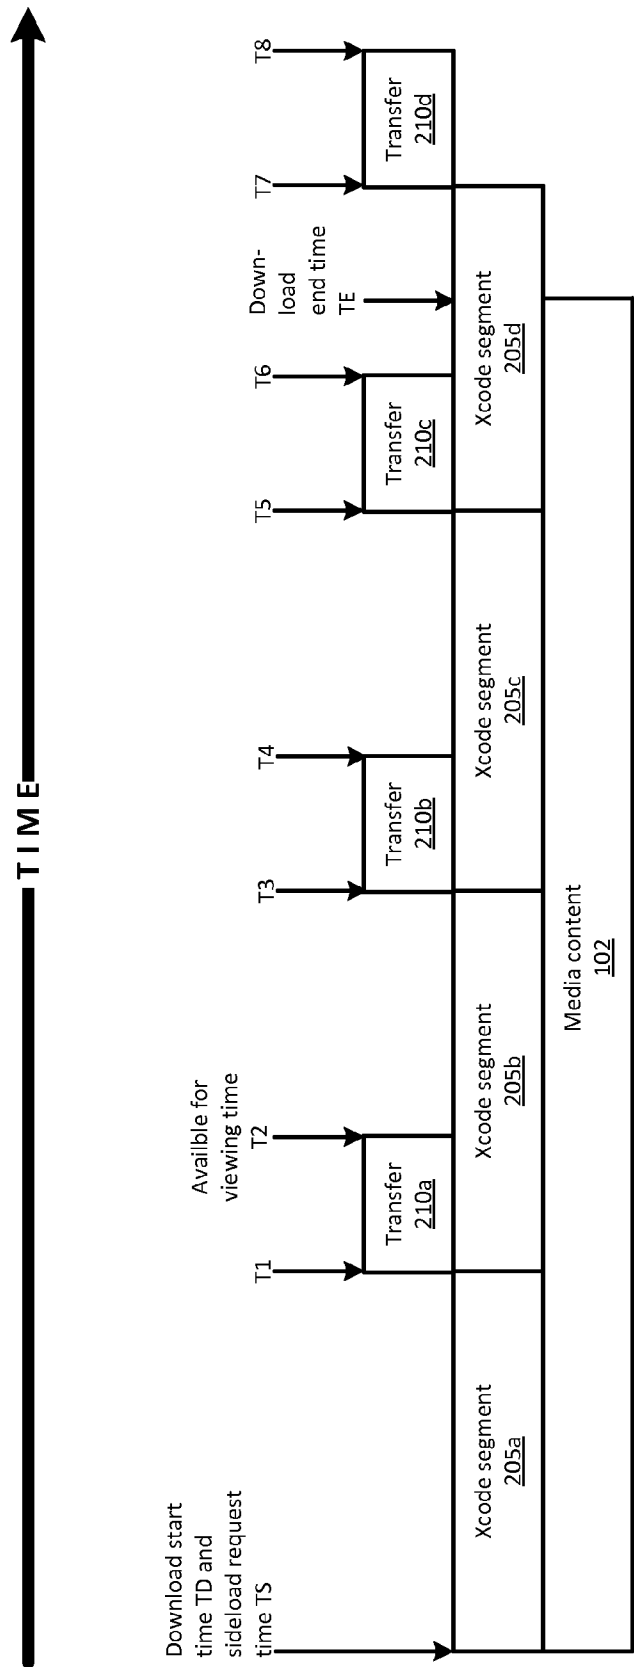 TIME
Download start
time TD and
sideload request
time TS
T1
Availble for
viewing time
T2
T3
T4
T5
T6
Down-
load
end time
TE
T7
T8
Transfer
210a
Transfer
210b
Transfer
210c
Transfer
210d
Xcode segment
205a
Xcode segment
205b
Xcode segment
205c
Xcode segment
205d
Media content
102